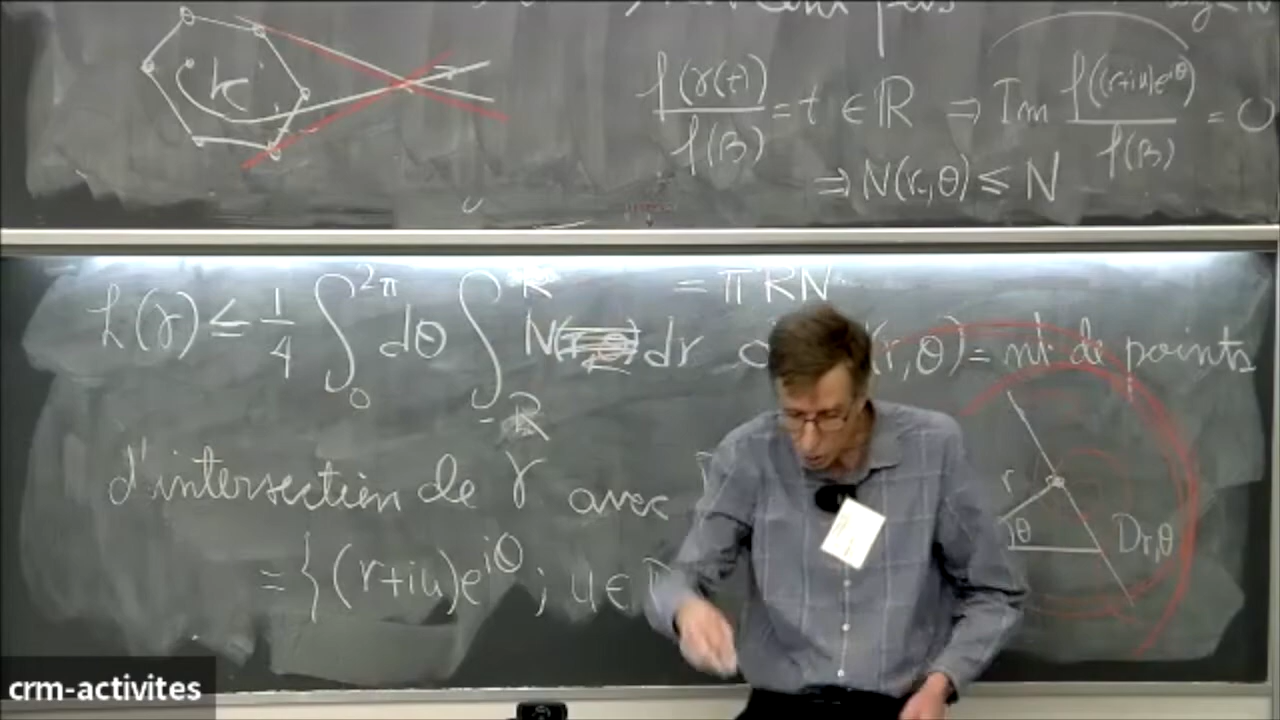 K
f(γ(t))/f(β) = t ∈ ℝ ⇒ Im f((r+iu)e^{iθ})/f(β) = 0
⇒ N(r,θ) ≤ N
L(γ) ≤ 1/4 ∫_0^{2π} dθ ∫_{-R}^{R} N dr = πRN
(r,θ) = nb de points
d'intersection de γ avec
= {(r+iu)e^{iθ} ; u ∈
r
θ
D_{r,θ}
crm-activites